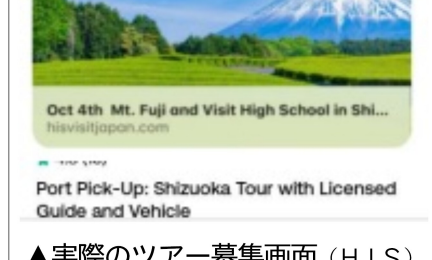 Oct 4th Mt. Fuji and Visit High School in Shi...
hisvisitjapan.com
Port Pick-Up: Shizuoka Tour with Licensed
Guide and Vehicle
▲実際のツアー募集画面（H.I.S）